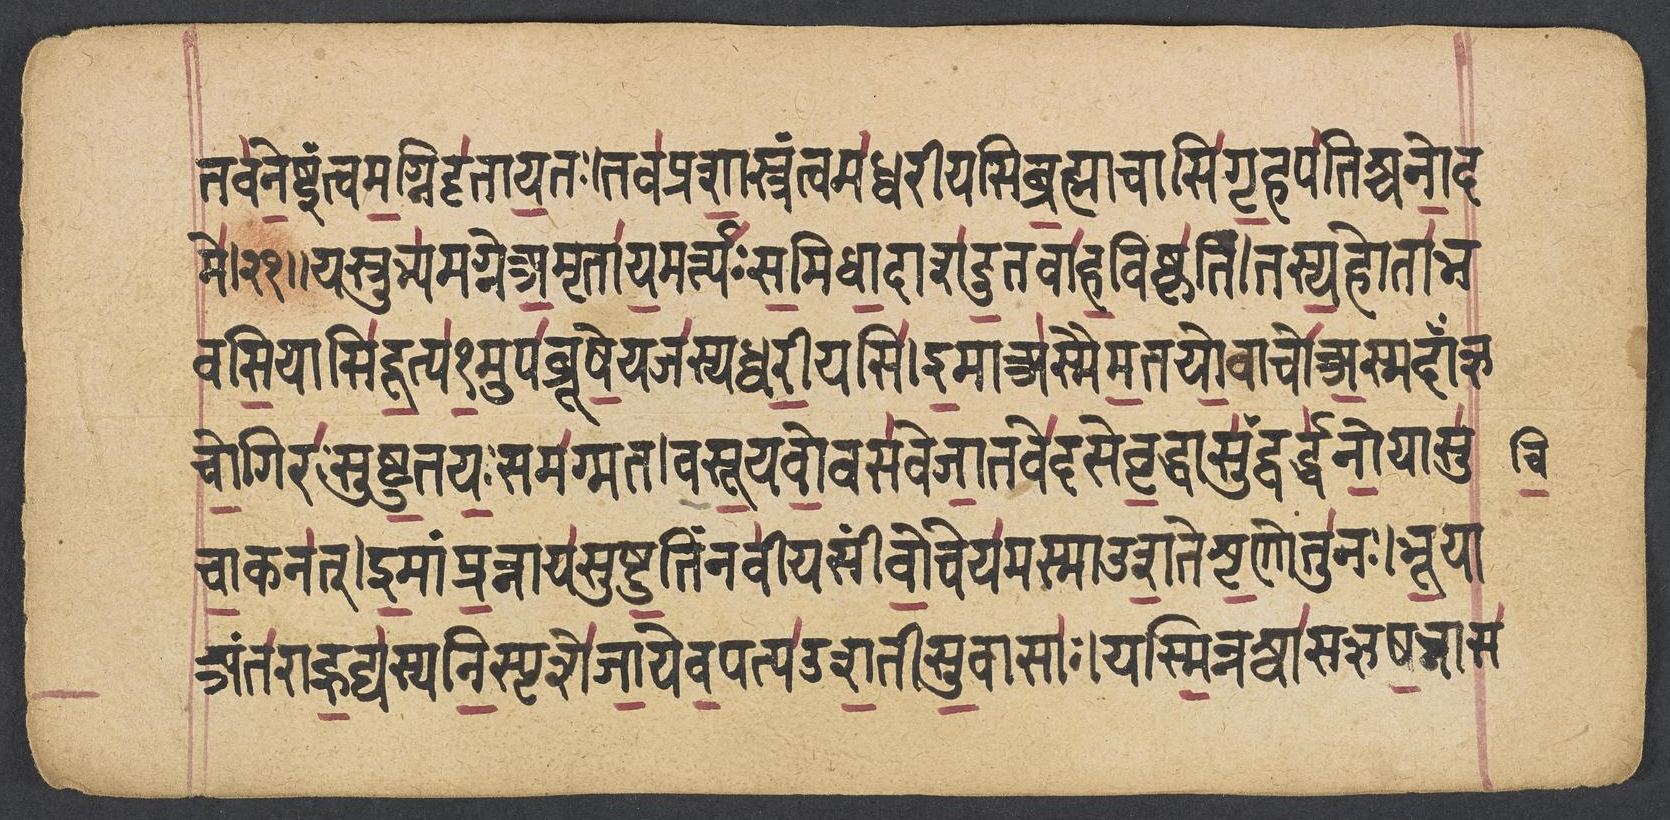 तवनेष्ट्रंत्वमग्निदृतायतः।तवप्रशास्त्रंत्वमध्वरीयसिब्रह्माचासिगृहपतिश्चनोद
मे।२१॥यस्तुभ्यमग्नेअमृतायमर्त्यःसमिधादाशदुतवाहविष्कृति।तस्यहोताभ
वसियासिदूत्य१मुपब्रूषेयजस्यध्वरीयसि।इमाअस्मैमतयोवाचोअस्मदाँऋ
चोगिरःसुष्टुतयःसमग्मत।वसूयवोवसवेजातवेदसेवृद्धासुँद्वर्द्धनोयासु
चि
चाकनत्।इमांप्रत्नायसुष्टुतिंनवीयसींवोचेयमस्माउशतेशृणोतुनः।भूया
अंतराहृद्यस्यनिस्पृशेजायेवपत्यउशतीसुवासाः।यस्मिन्नश्वासऋषभास